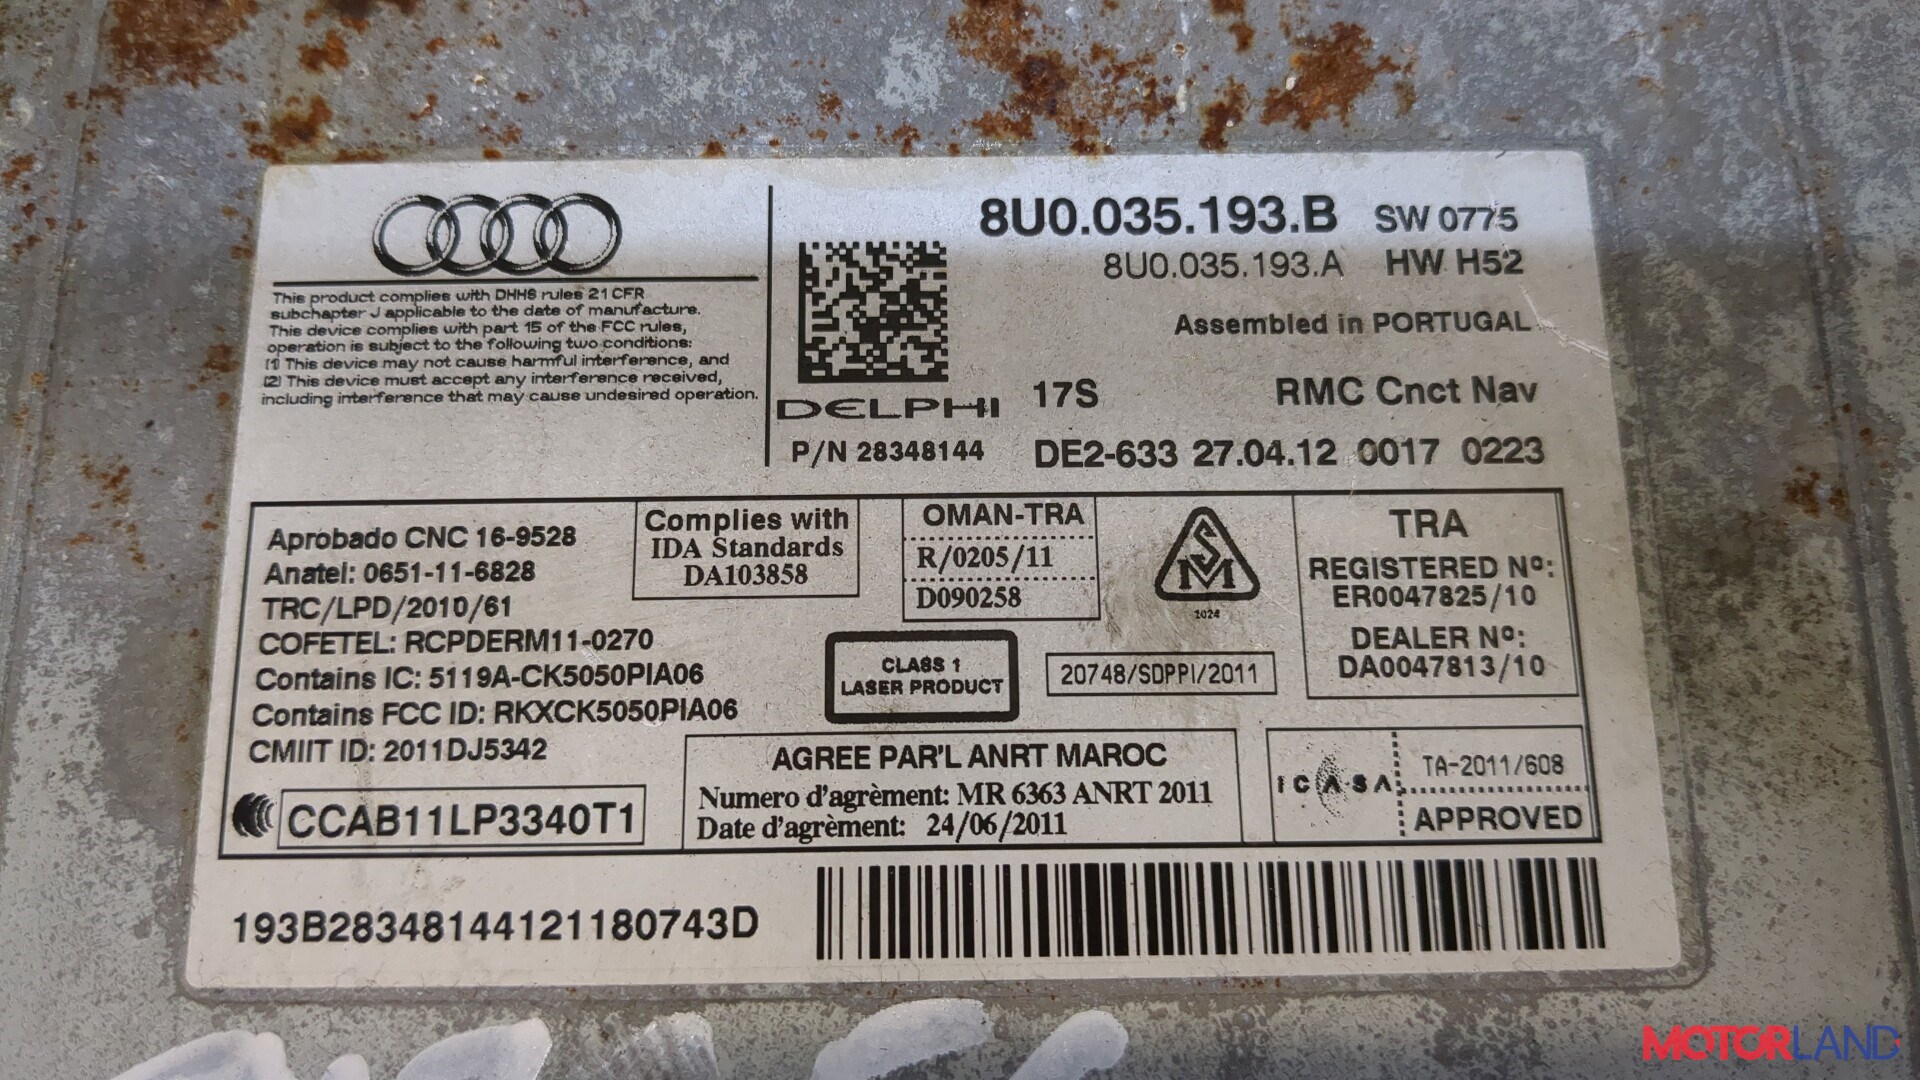 This product complies with DHHS rules 21 CFR
subchapter J applicable to the date of manufacture.
This device complies with part 15 of the FCC rules,
operation is subject to the following two conditions:
(1) This device may not cause harmful interference, and
(2) This device must accept any interference received,
including interference that may cause undesired operation.
8U0.035.193.B SW 0775
8U0.035.193.A HW H52
Assembled in PORTUGAL
DELPHI 17S RMC Cnct Nav
P/N 28348144 DE2-633 27.04.12 0017 0223
Aprobado CNC 16-9528
Anatel: 0651-11-6828
TRC/LPD/2010/61
COFETEL: RCPDERM11-0270
Contains IC: 5119A-CK5050PIA06
Contains FCC ID: RKXCK5050PIA06
CMIIT ID: 2011DJ5342
CCAB11LP3340T1
Complies with
IDA Standards
DA103858
OMAN-TRA
R/0205/11
D090258
SM
2024
TRA
REGISTERED Nº:
ER0047825/10
DEALER Nº:
DA0047813/10
CLASS 1
LASER PRODUCT
20748/SDPPI/2011
AGREE PAR'L ANRT MAROC
Numero d'agrèment: MR 6363 ANRT 2011
Date d'agrèment: 24/06/2011
ICASA
TA-2011/608
APPROVED
193B28348144121180743D
MOTORLAND